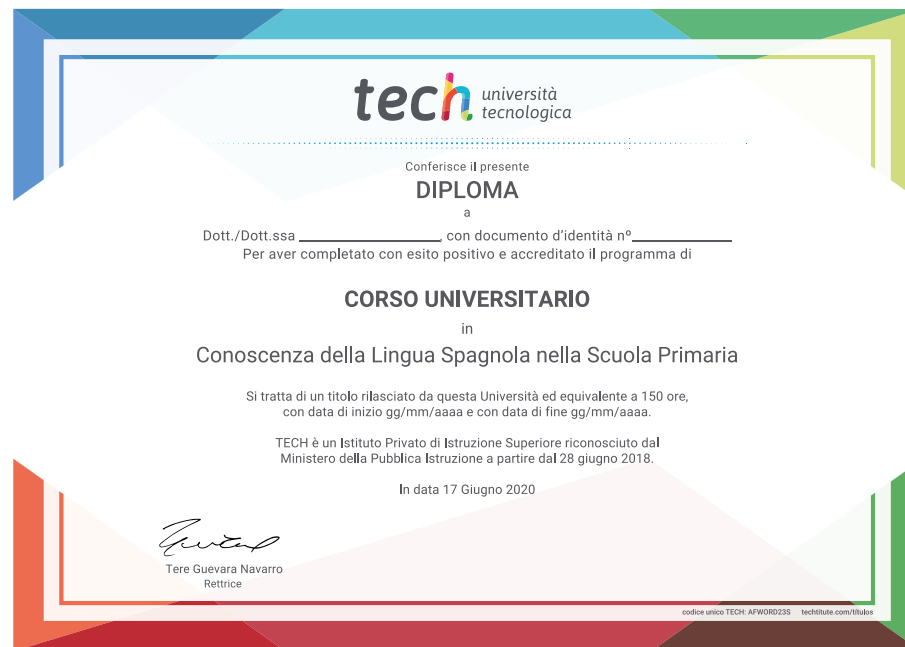 tech università
tecnologica
Conferisce il presente
DIPLOMA
a
Dott./Dott.ssa ____________, con documento d'identità nº_________
Per aver completato con esito positivo e accreditato il programma di
CORSO UNIVERSITARIO
in
Conoscenza della Lingua Spagnola nella Scuola Primaria
Si tratta di un titolo rilasciato da questa Università ed equivalente a 150 ore,
con data di inizio gg/mm/aaaa e con data di fine gg/mm/aaaa.
TECH è un Istituto Privato di Istruzione Superiore riconosciuto dal
Ministero della Pubblica Istruzione a partire dal 28 giugno 2018.
In data 17 Giugno 2020
Tere Guevara Navarro
Rettrice
codice unico TECH: AFWORD23S techtitute.com/títulos